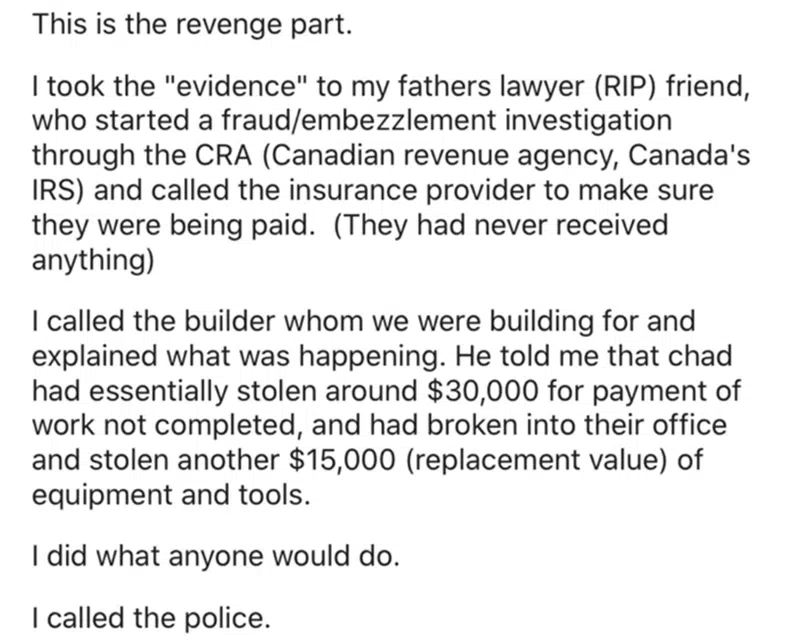 This is the revenge part.
I took the "evidence" to my fathers lawyer (RIP) friend,
who started a fraud/embezzlement investigation
through the CRA (Canadian revenue agency, Canada's
IRS) and called the insurance provider to make sure
they were being paid.  (They had never received
anything)
I called the builder whom we were building for and
explained what was happening. He told me that chad
had essentially stolen around $30,000 for payment of
work not completed, and had broken into their office
and stolen another $15,000 (replacement value) of
equipment and tools.
I did what anyone would do.
I called the police.